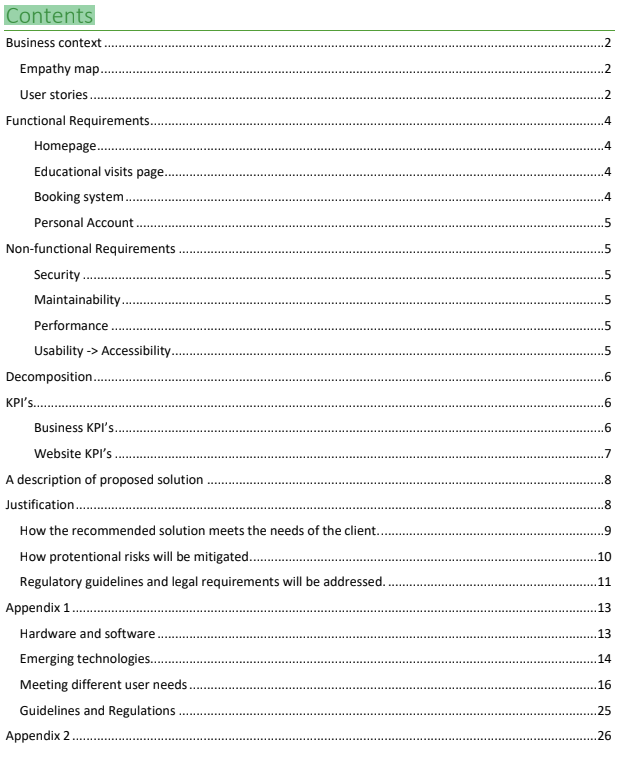 Contents
Business context ........ 2
Empathy map ........ 2
User stories ........ 2
Functional Requirements ........ 4
Homepage ........ 4
Educational visits page ........ 4
Booking system ........ 4
Personal Account ........ 5
Non-functional Requirements ........ 5
Security ........ 5
Maintainability ........ 5
Performance ........ 5
Usability -> Accessibility ........ 5
Decomposition ........ 6
KPI's ........ 6
Business KPI's ........ 6
Website KPI's ........ 7
A description of proposed solution ........ 8
Justification ........ 8
How the recommended solution meets the needs of the client. ........ 9
How protentional risks will be mitigated. ........ 10
Regulatory guidelines and legal requirements will be addressed. ........ 11
Appendix 1 ........ 13
Hardware and software ........ 13
Emerging technologies ........ 14
Meeting different user needs ........ 16
Guidelines and Regulations ........ 25
Appendix 2 ........ 26